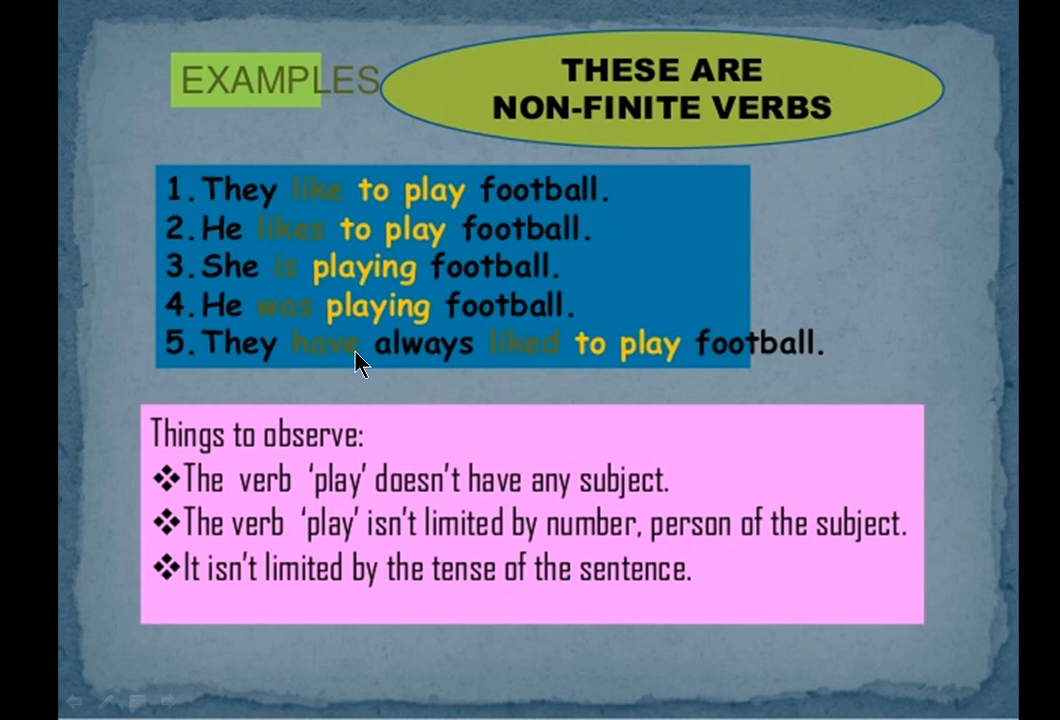 EXAMPLES
THESE ARE
NON-FINITE VERBS
1. They like to play football.
2. He likes to play football.
3. She is playing football.
4. He was playing football.
5. They have always liked to play football.
Things to observe:
❖The verb ‘play’ doesn’t have any subject.
❖The verb ‘play’ isn’t limited by number, person of the subject.
❖It isn’t limited by the tense of the sentence.